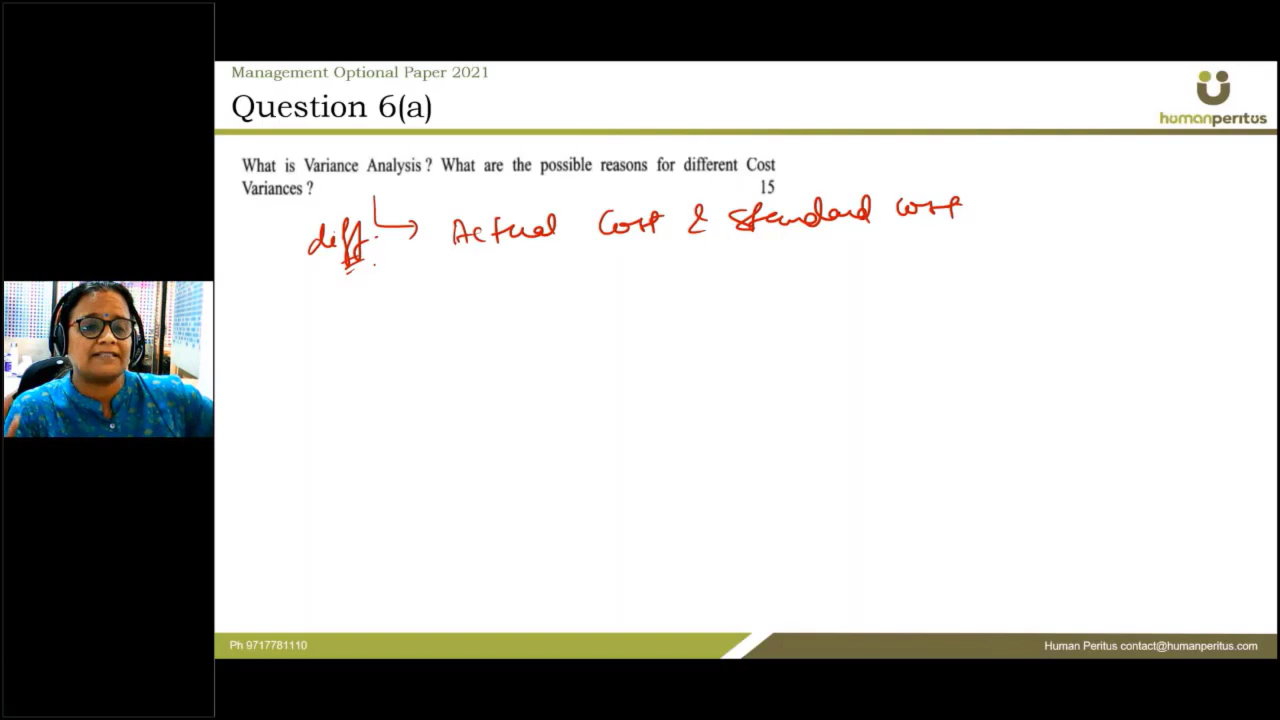 Management Optional Paper 2021
Question 6(a)
humanperitus
What is Variance Analysis ? What are the possible reasons for different Cost
Variances ? 15
diff. Actual Cost & Standard cost
Ph 9717781110
Human Peritus contact@humanperitus.com